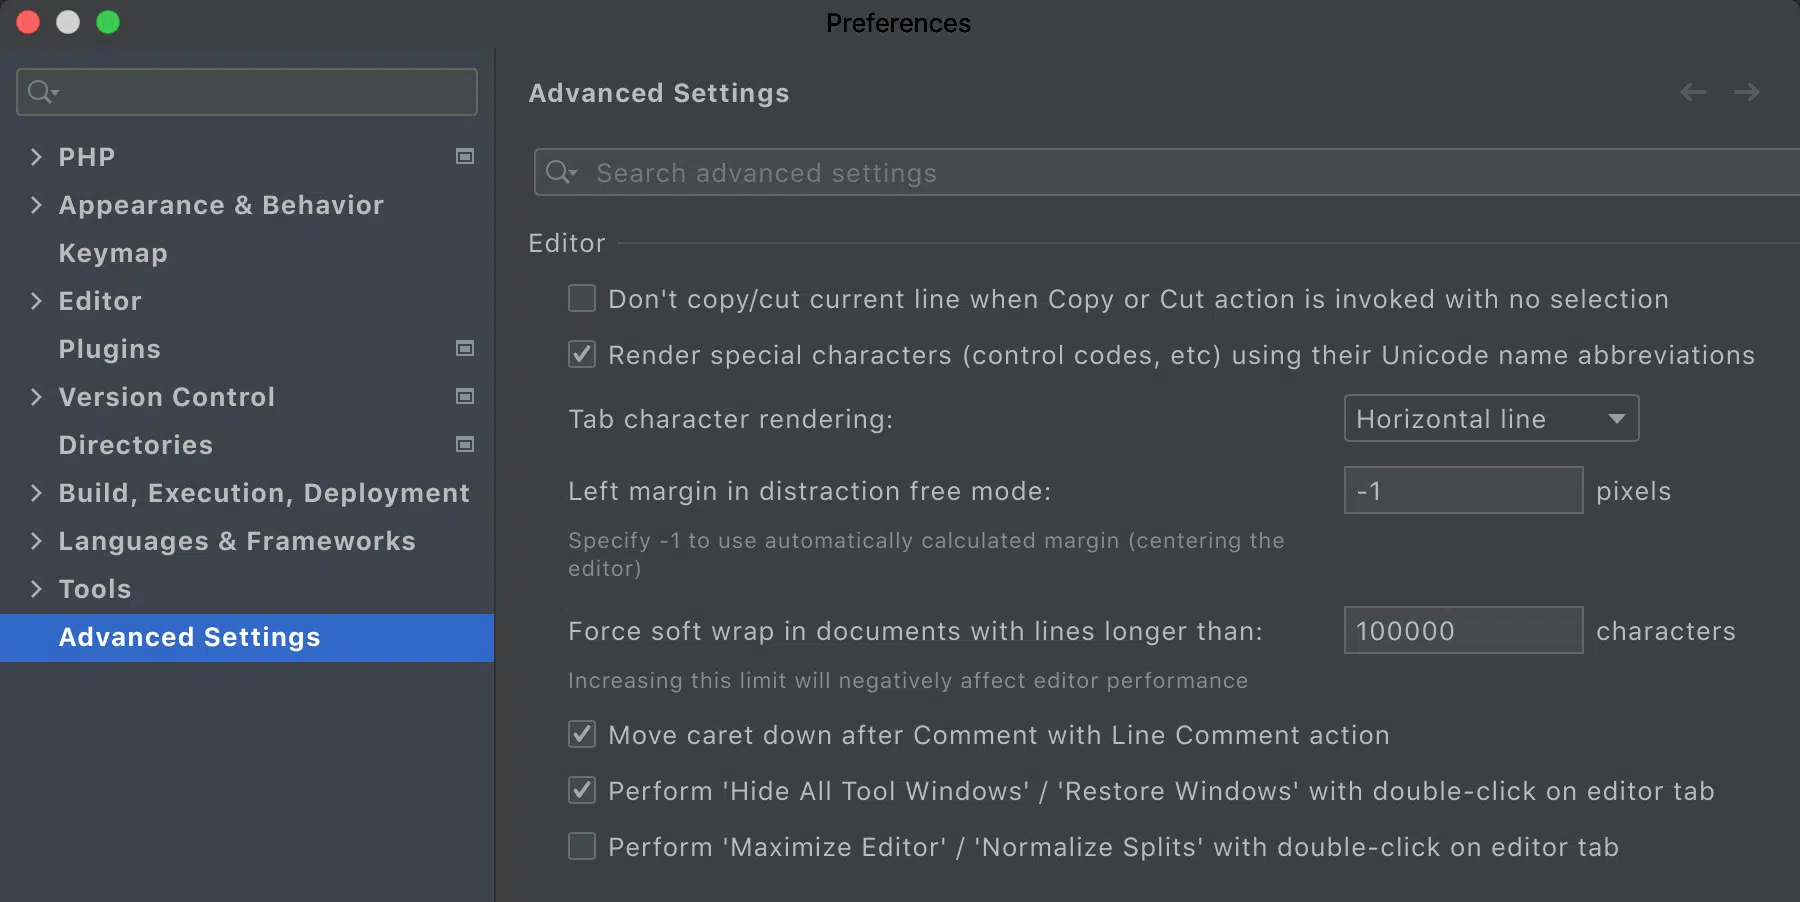 Preferences
PHP
Appearance & Behavior
Keymap
Editor
Plugins
Version Control
Directories
Build, Execution, Deployment
Languages & Frameworks
Tools
Advanced Settings
Advanced Settings
Search advanced settings
Editor
Don't copy/cut current line when Copy or Cut action is invoked with no selection
Render special characters (control codes, etc) using their Unicode name abbreviations
Tab character rendering: Horizontal line
Left margin in distraction free mode: -1 pixels
Specify -1 to use automatically calculated margin (centering the
editor)
Force soft wrap in documents with lines longer than: 100000 characters
Increasing this limit will negatively affect editor performance
Move caret down after Comment with Line Comment action
Perform 'Hide All Tool Windows' / 'Restore Windows' with double-click on editor tab
Perform 'Maximize Editor' / 'Normalize Splits' with double-click on editor tab